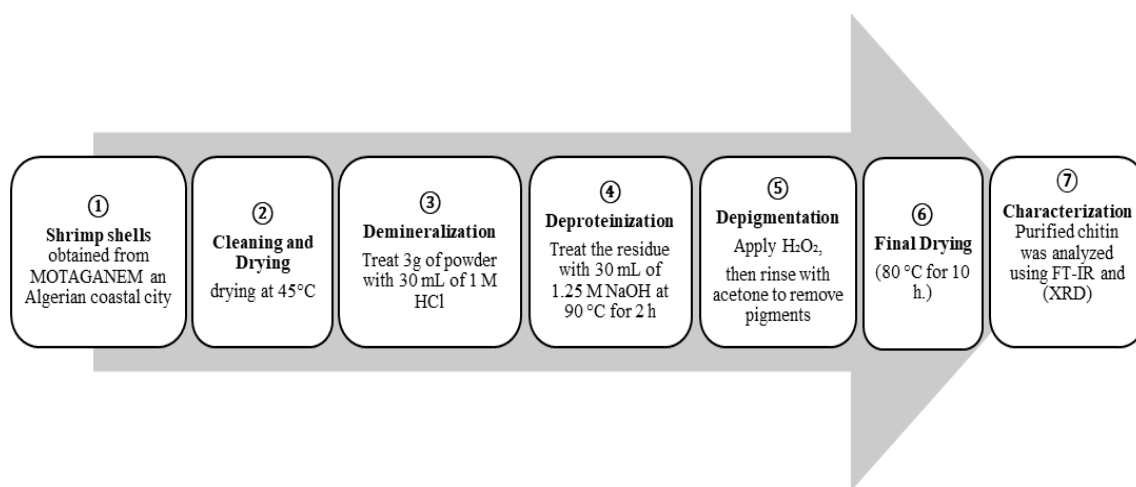 ①
Shrimp shells
obtained from
MOTAGANEM an
Algerian coastal city
②
Cleaning and
Drying
drying at 45°C
③
Demineralization
Treat 3g of powder
with 30 mL of 1 M
HCl
④
Deproteinization
Treat the residue
with 30 mL of
1.25 M NaOH at
90 °C for 2 h
⑤
Depigmentation
Apply H₂O₂,
then rinse with
acetone to remove
pigments
⑥
Final Drying
(80 °C for 10
h.)
⑦
Characterization
Purified chitin
was analyzed
using FT-IR and
(XRD)